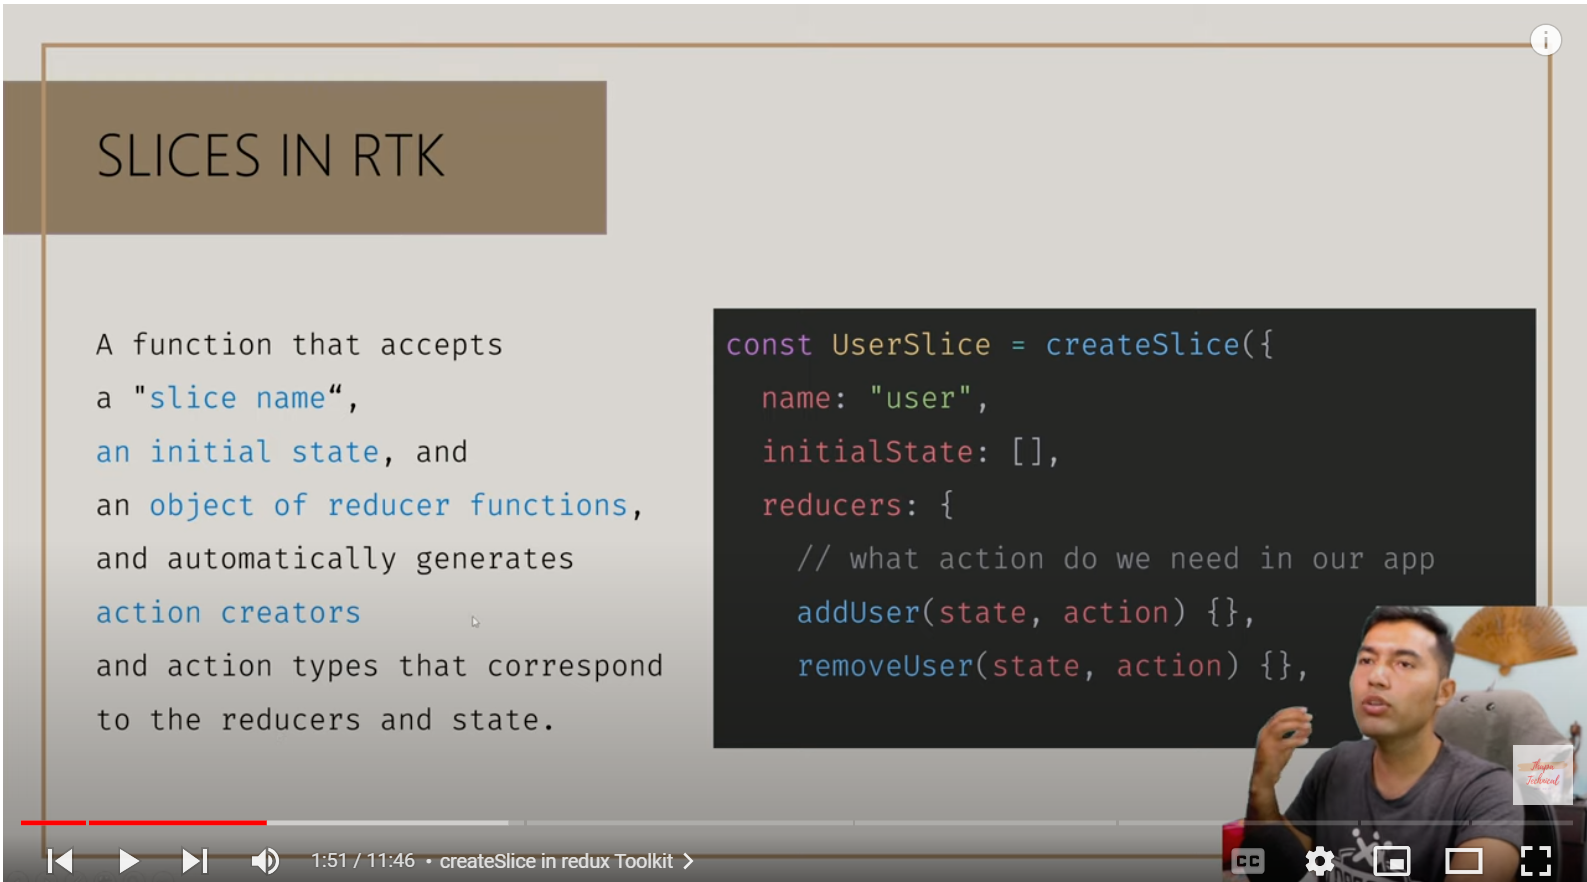 SLICES IN RTK
A function that accepts
a "slice name“,
an initial state, and
an object of reducer functions,
and automatically generates
action creators
and action types that correspond
to the reducers and state.
const UserSlice = createSlice({
name: "user",
initialState: [],
reducers: {
// what action do we need in our app
addUser(state, action) {},
removeUser(state, action) {},
Thapa
Technical
1:51 / 11:46 • createSlice in redux Toolkit >
CC